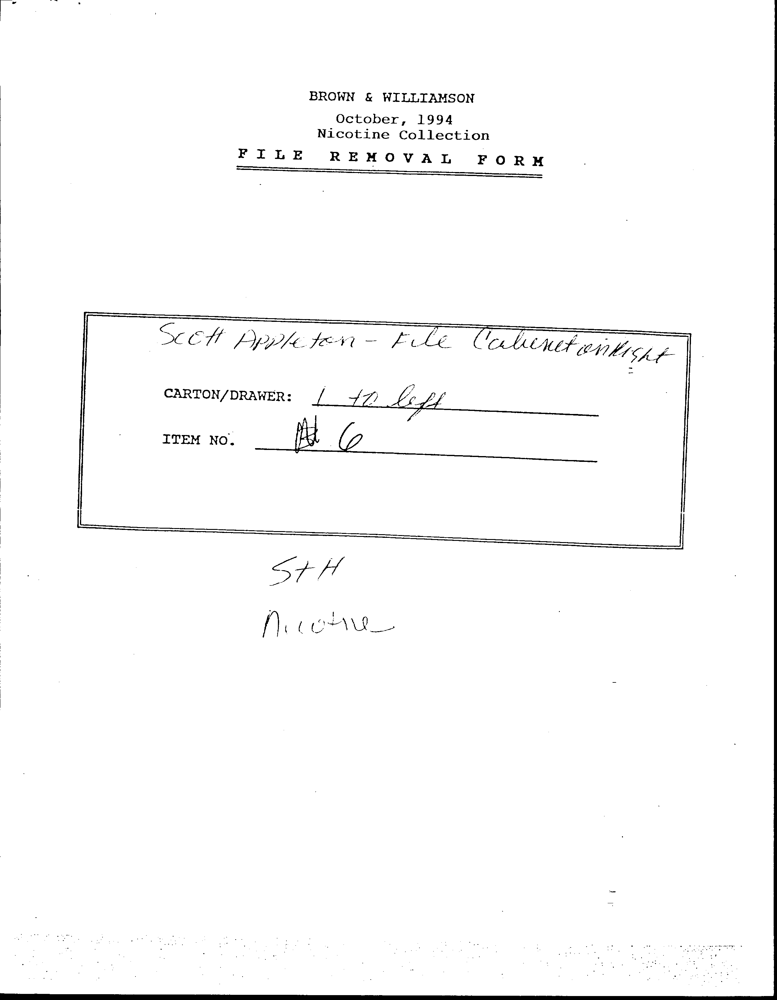 BROWN & WILLIAMSON
October, 1994
Nicotine Collection
FILE REMOVAL FORM
Scott Appleton - File Cabinet on Right
CARTON/DRAWER: 1 to left
ITEM NO. 6
S+H
Nicotine